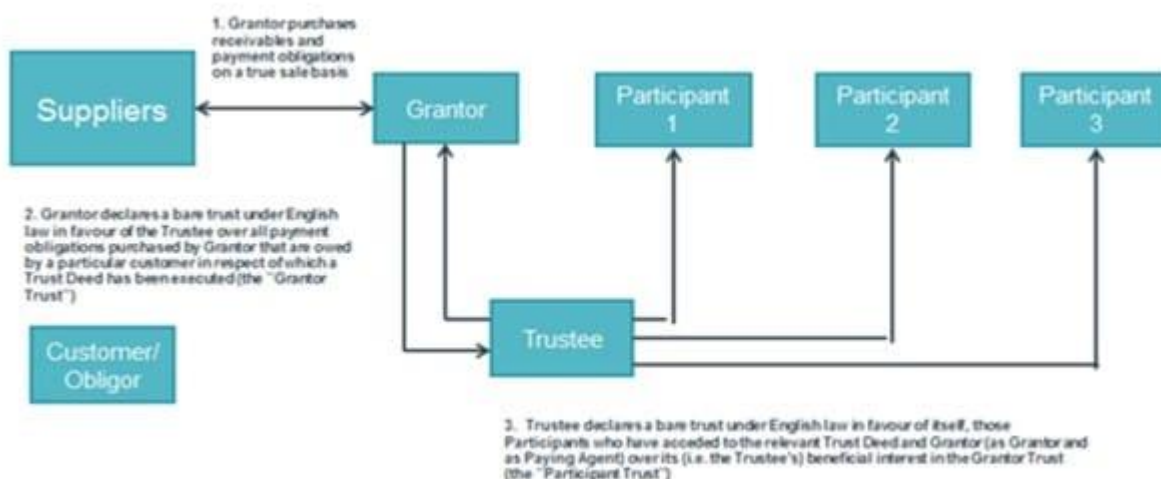 1. Grantor purchases
receivables and
payment obligations
on a true sale basis
Suppliers
Grantor
Participant
1
Participant
2
Participant
3
2. Grantor declares a bare trust under English
law in favour of the Trustee over all payment
obligations purchased by Grantor that are owed
by a particular customer in respect of which a
Trust Deed has been executed (the "Grantor
Trust")
Customer/
Obligor
Trustee
3. Trustee declares a bare trust under English law in favour of itself, those
Participants who have acceded to the relevant Trust Deed and Grantor (as Grantor and
as Paying Agent) over its (i.e. the Trustee's) beneficial interest in the Grantor Trust
(the "Participant Trust")